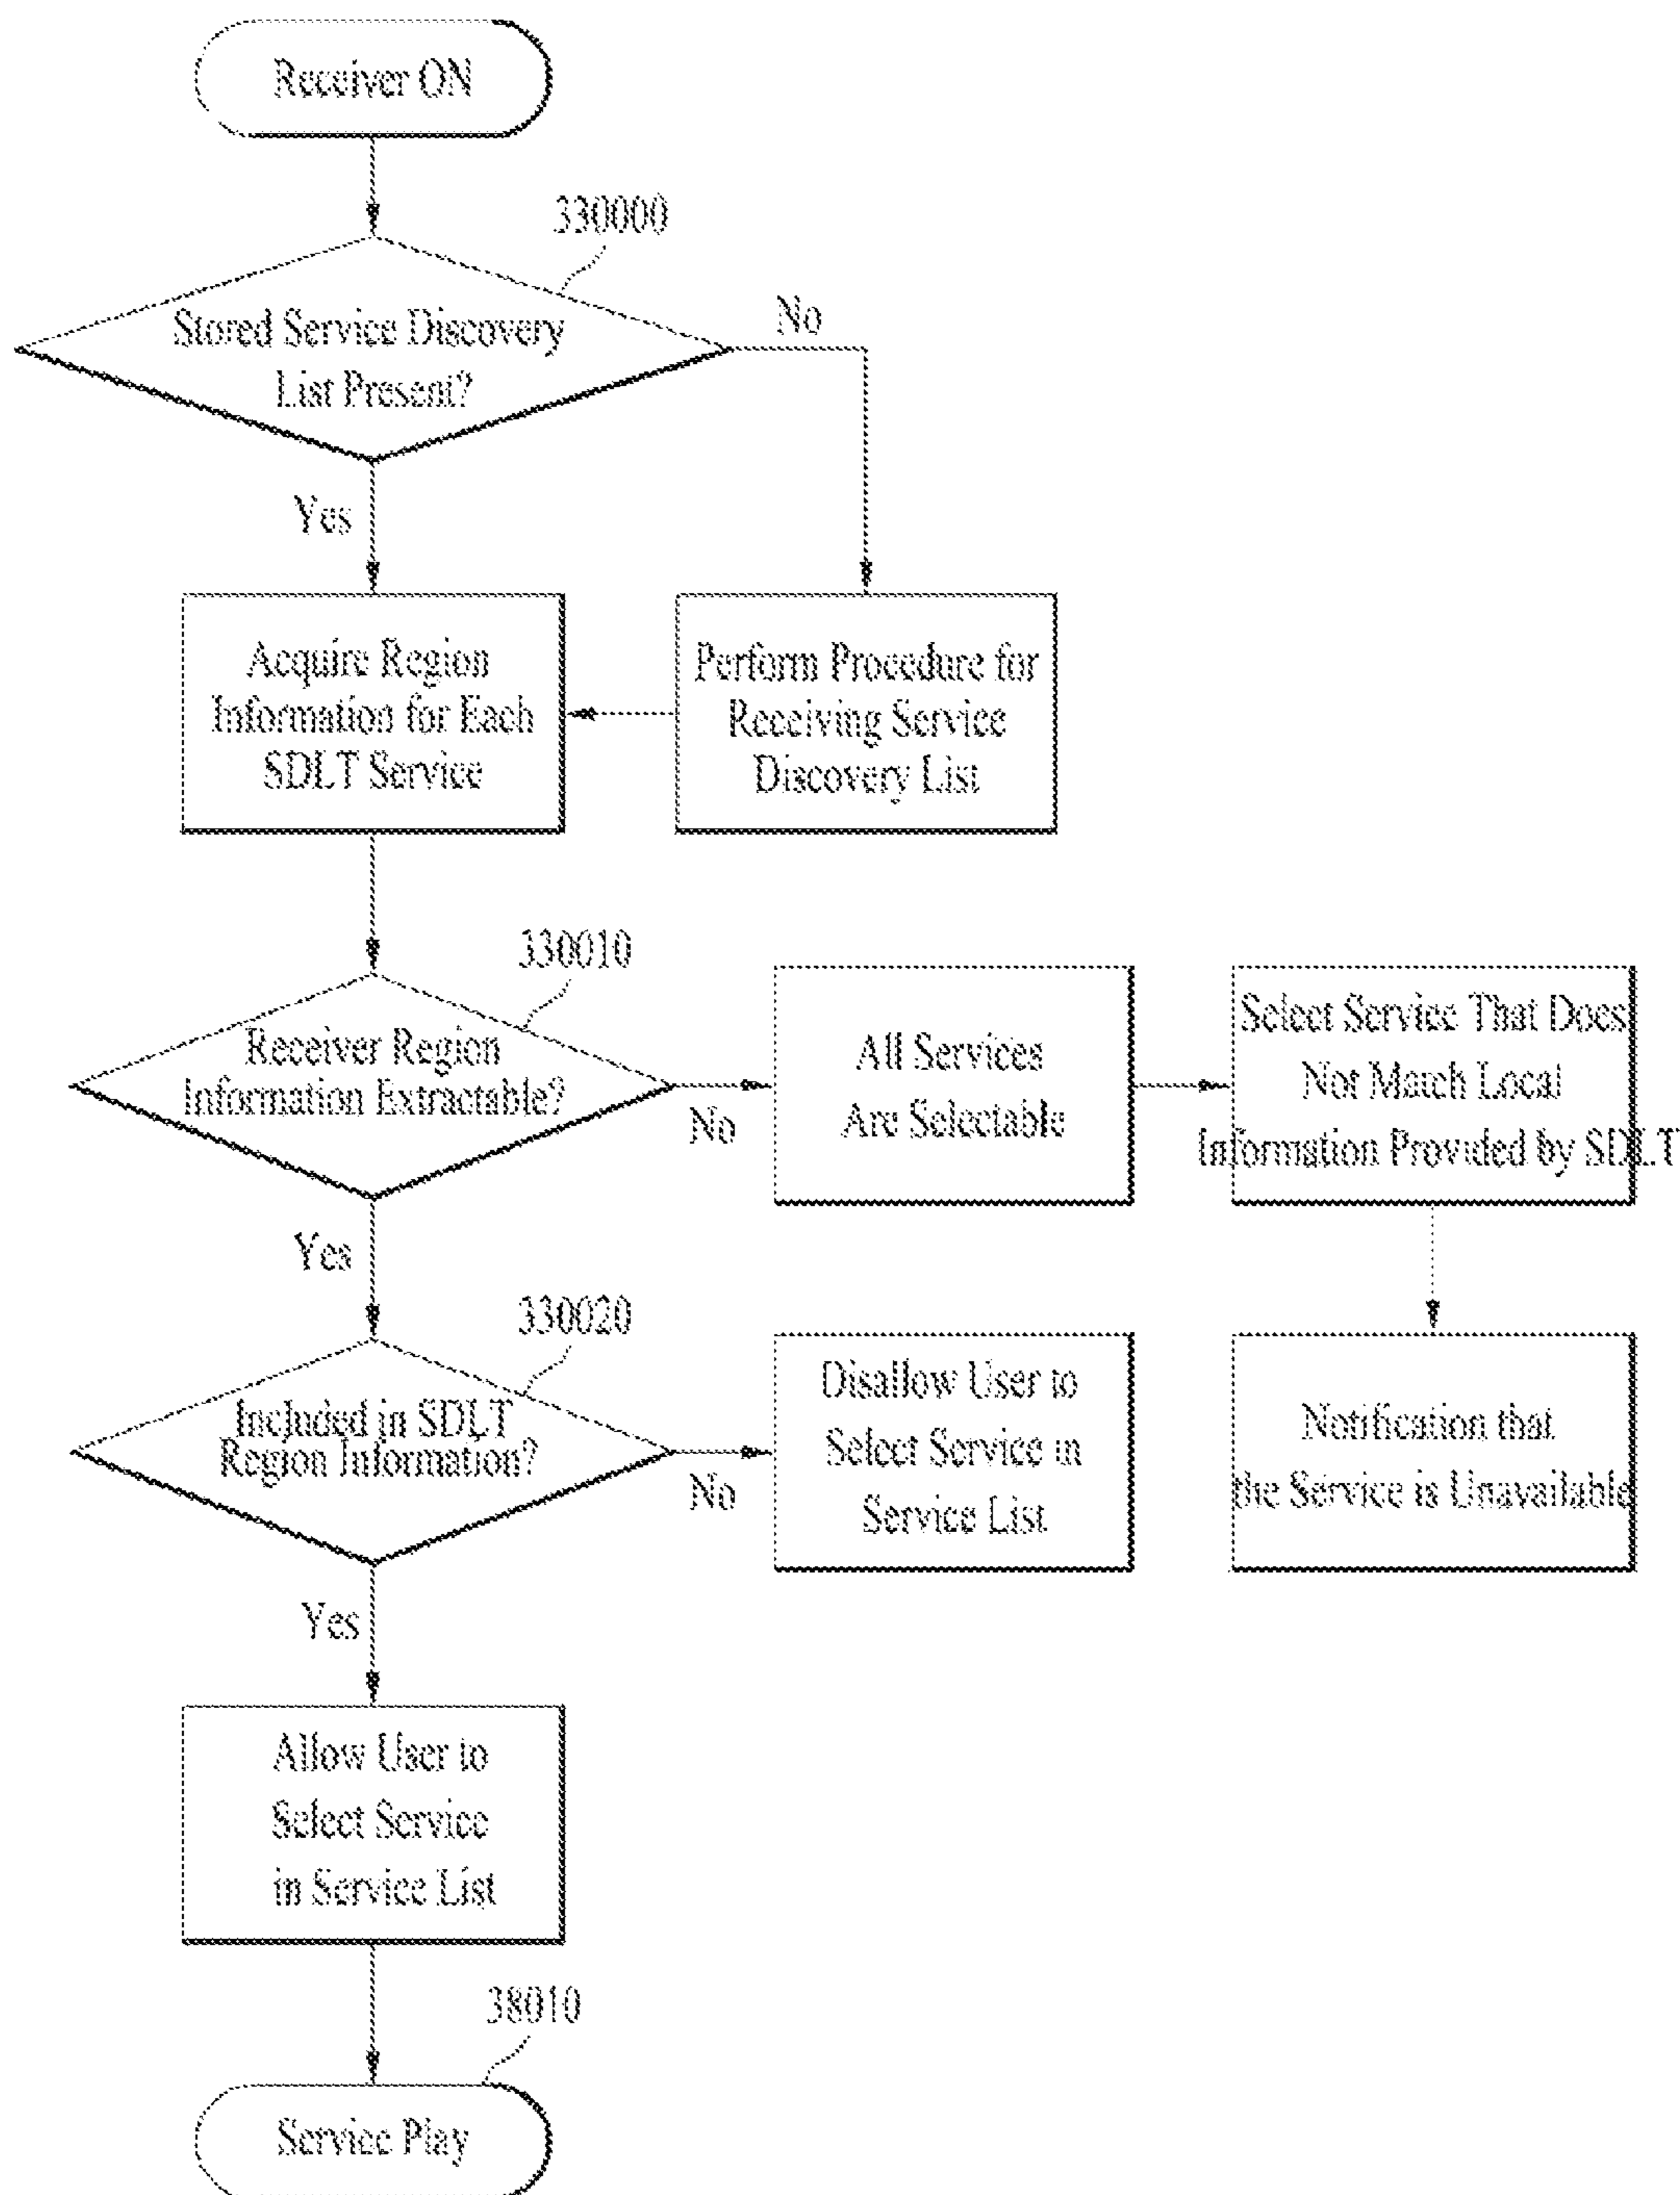 Receiver ON
330000
Stored Service Discovery
List Present?
No
Yes
Acquire Region
Information for Each
SDLT Service
Perform Procedure for
Receiving Service
Discovery List
330010
Receiver Region
Information Extractable?
No
All Services
Are Selectable
Select Service That Does
Not Match Local
Information Provided by SDLT
Yes
330020
Included in SDLT
Region Information?
No
Disallow User to
Select Service in
Service List
Notification that
the Service is Unavailable
Yes
Allow User to
Select Service
in Service List
38010
Service Play